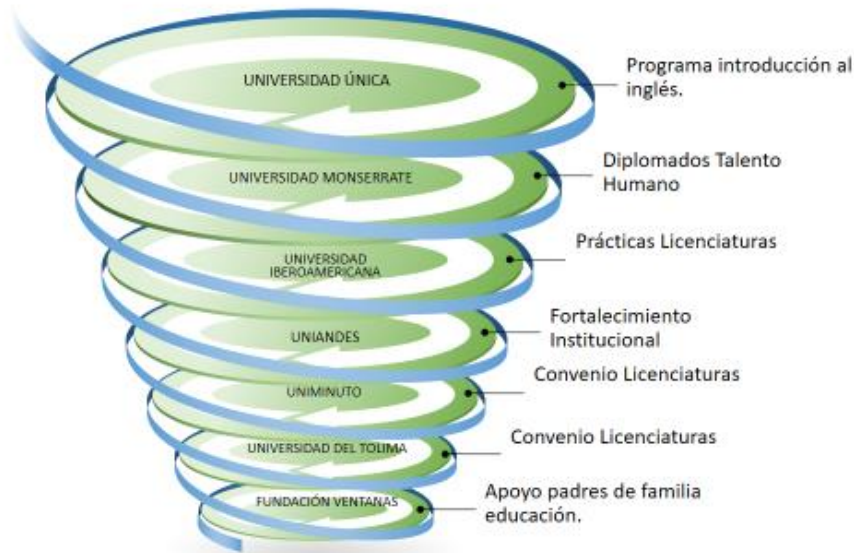 UNIVERSIDAD ÚNICA
Programa introducción al
inglés.
UNIVERSIDAD MONSERRATE
Diplomados Talento
Humano
UNIVERSIDAD
IBEROAMERICANA
Prácticas Licenciaturas
UNIANDES
Fortalecimiento
Institucional
UNIMINUTO
Convenio Licenciaturas
UNIVERSIDAD DEL TOLIMA
Convenio Licenciaturas
FUNDACIÓN VENTANAS
Apoyo padres de familia
educación.